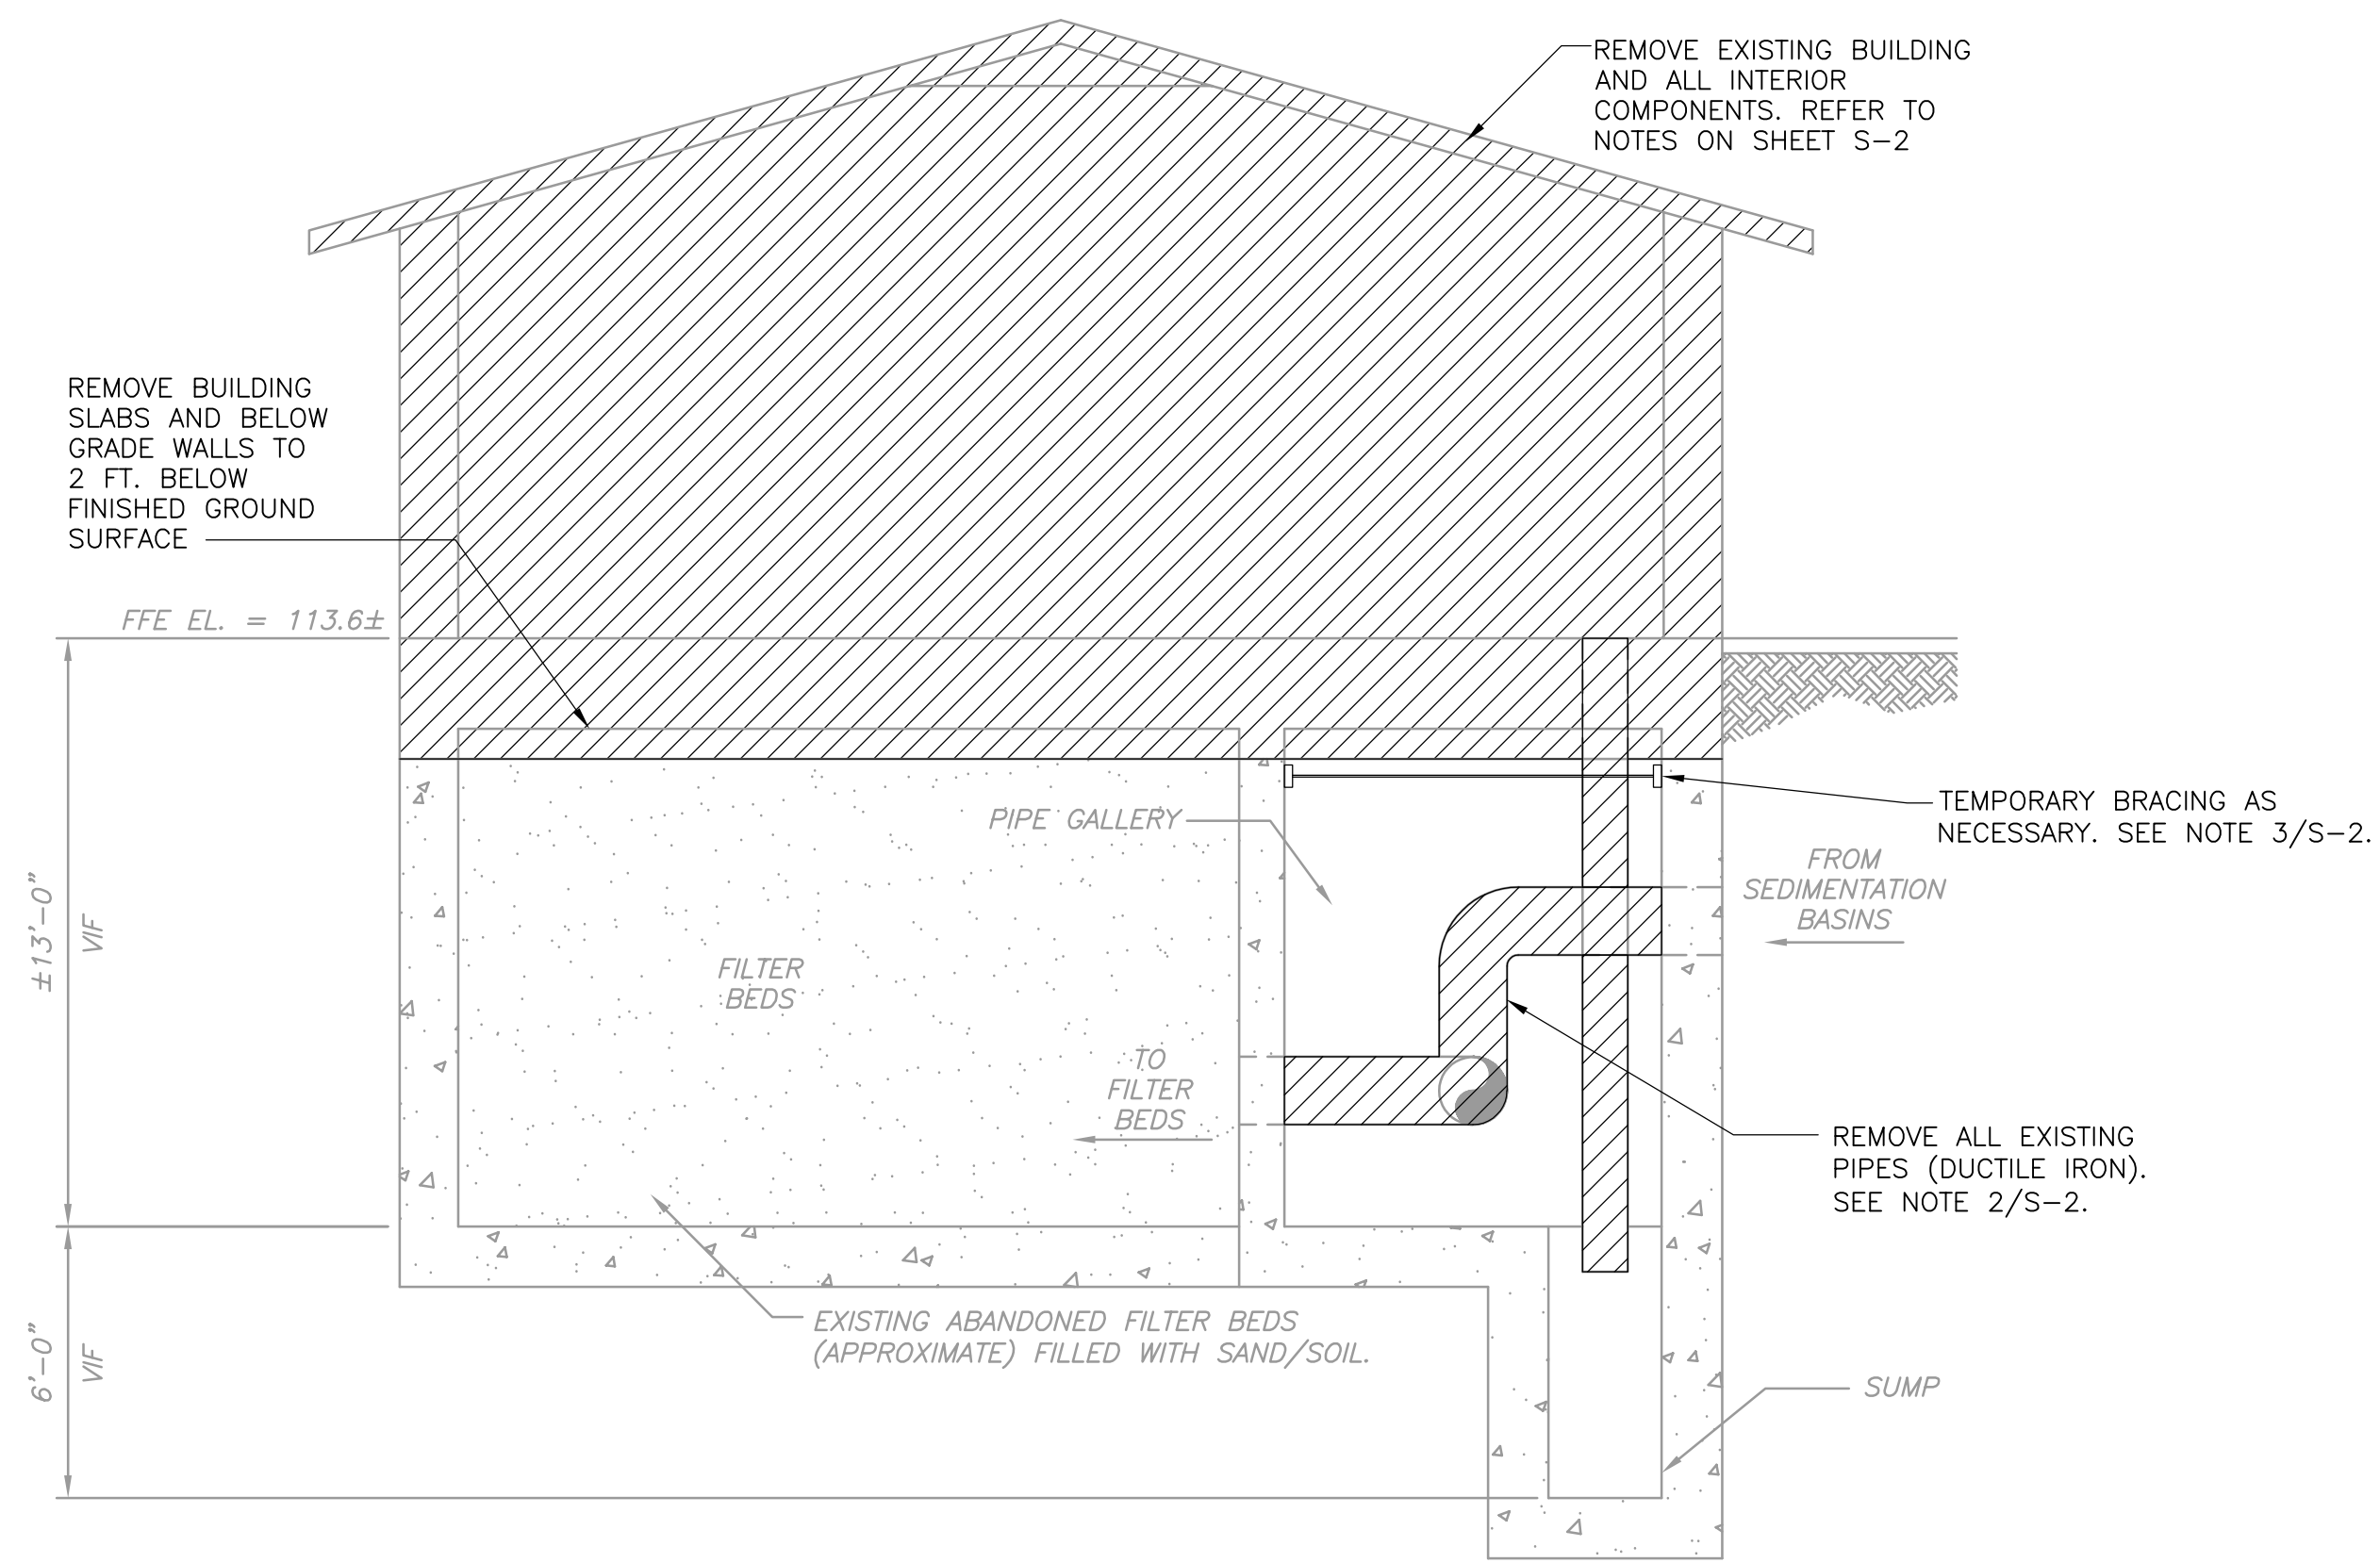 REMOVE EXISTING BUILDING
AND ALL INTERIOR
COMPONENTS. REFER TO
NOTES ON SHEET S-2
REMOVE BUILDING
SLABS AND BELOW
GRADE WALLS TO
2 FT. BELOW
FINISHED GROUND
SURFACE
FFE EL. = 113.6±
±13'-0"
VIF
6'-0"
VIF
PIPE GALLERY
TEMPORARY BRACING AS
NECESSARY. SEE NOTE 3/S-2.
FROM
SEDIMENTATION
BASINS
FILTER
BEDS
TO
FILTER
BEDS
REMOVE ALL EXISTING
PIPES (DUCTILE IRON).
SEE NOTE 2/S-2.
EXISTING ABANDONED FILTER BEDS
(APPROXIMATE) FILLED WITH SAND/SOIL.
SUMP